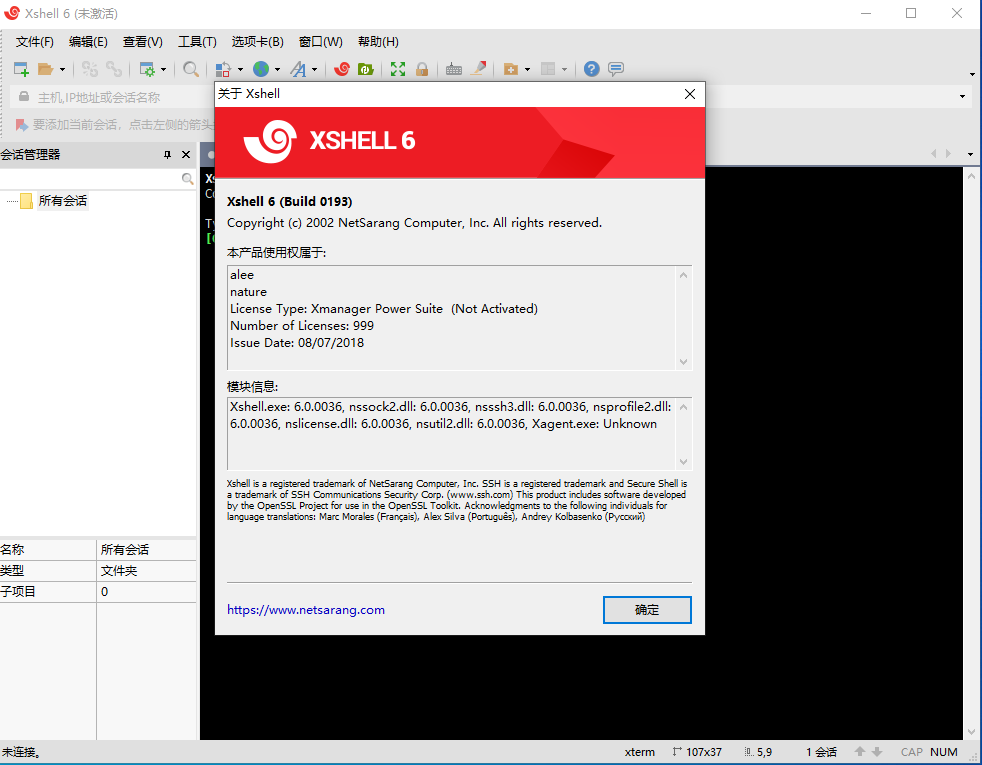 Xshell 6 (未激活)
文件(F) 编辑(E) 查看(V) 工具(T) 选项卡(B) 窗口(W) 帮助(H)
主机,IP地址或会话名称
要添加当前会话，点击左侧的箭头
会话管理器
所有会话
名称 所有会话
类型 文件夹
子项目 0
关于 Xshell
XSHELL 6
Xshell 6 (Build 0193)
Copyright (c) 2002 NetSarang Computer, Inc. All rights reserved.
本产品使用权属于:
alee
nature
License Type: Xmanager Power Suite (Not Activated)
Number of Licenses: 999
Issue Date: 08/07/2018
模块信息:
Xshell.exe: 6.0.0036, nssock2.dll: 6.0.0036, nsssh3.dll: 6.0.0036, nsprofile2.dll:
6.0.0036, nslicense.dll: 6.0.0036, nsutil2.dll: 6.0.0036, Xagent.exe: Unknown
Xshell is a registered trademark of NetSarang Computer, Inc. SSH is a registered trademark and Secure Shell is
a trademark of SSH Communications Security Corp. (www.ssh.com) This product includes software developed
by the OpenSSL Project for use in the OpenSSL Toolkit. Acknowledgments to the following individuals for
language translations: Marc Morales (Français), Alex Silva (Português), Andrey Kolbasenko (Русский)
https://www.netsarang.com
确定
未连接。
xterm 107x37 5,9 1 会话 CAP NUM